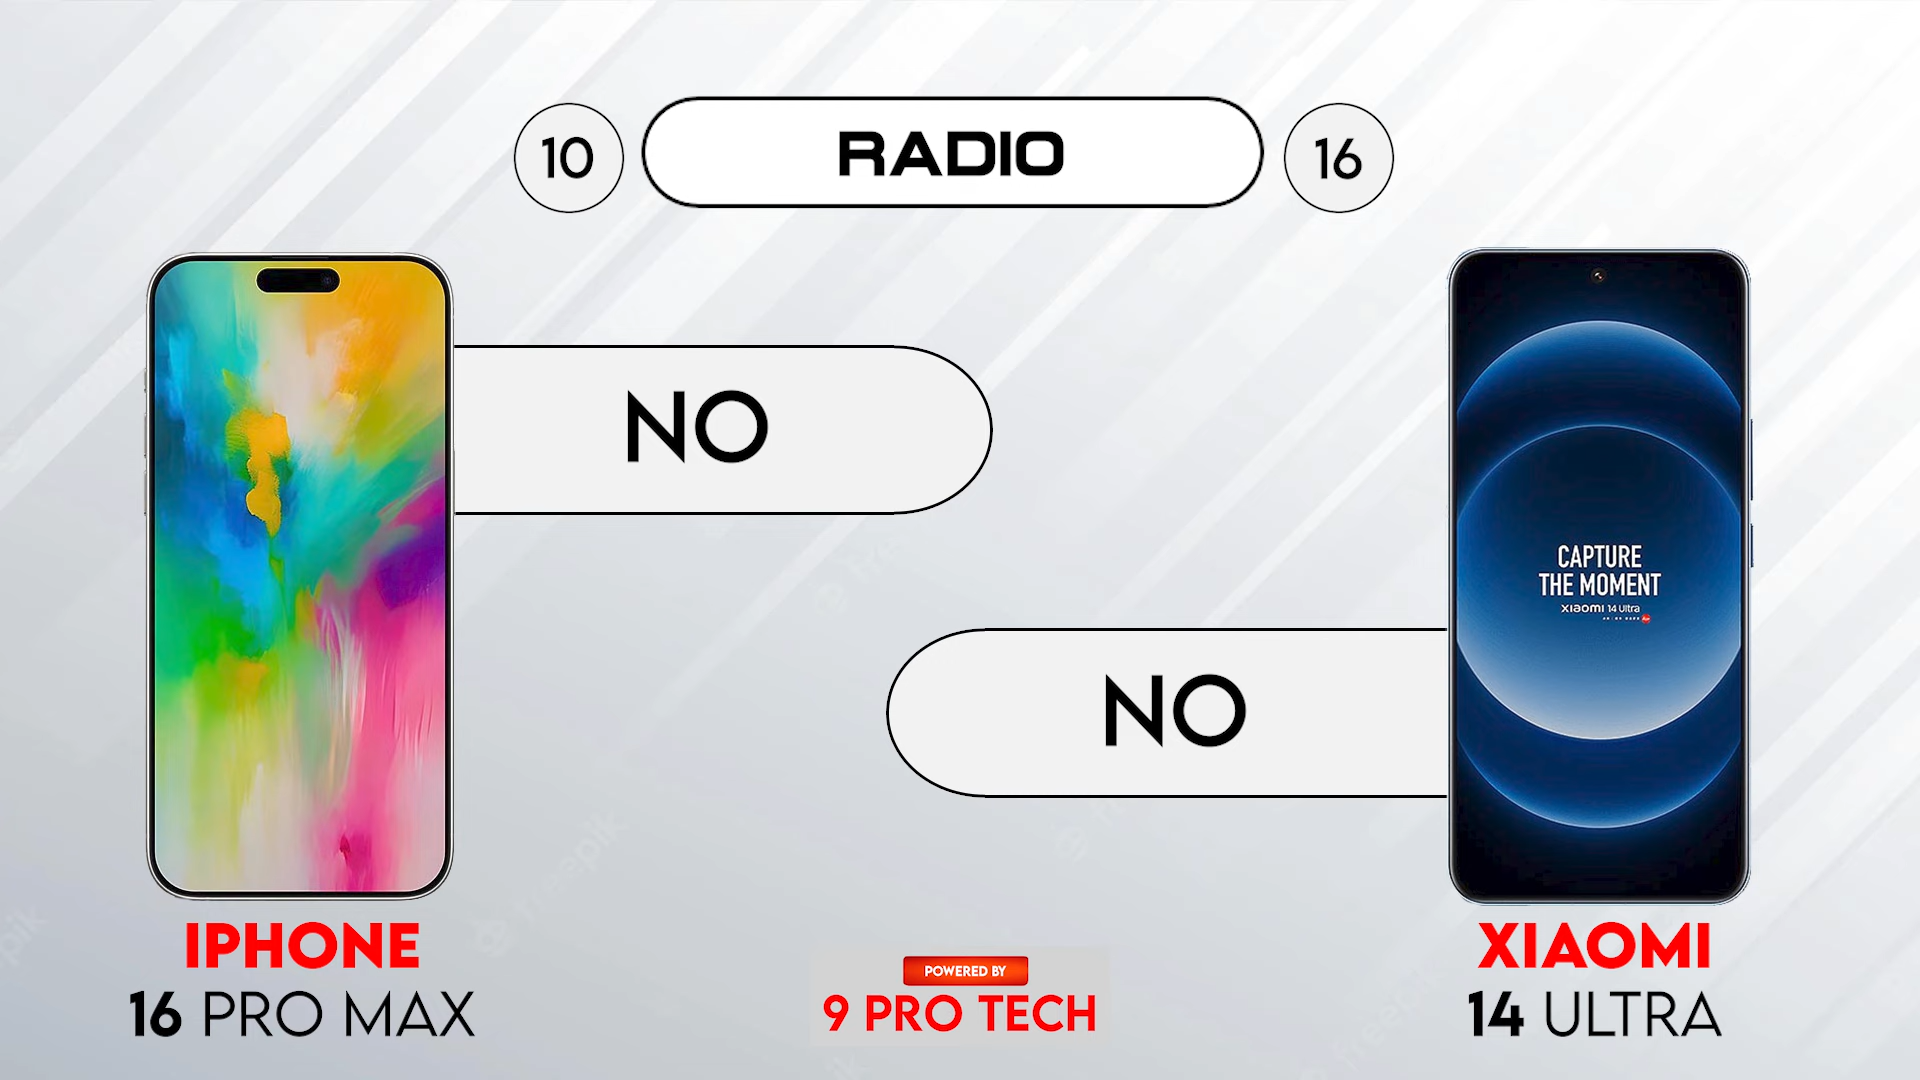 10
RADIO
16
NO
NO
CAPTURE
THE MOMENT
xiaomi 14 Ultra
IPHONE
16 PRO MAX
POWERED BY
9 PRO TECH
XIAOMI
14 ULTRA